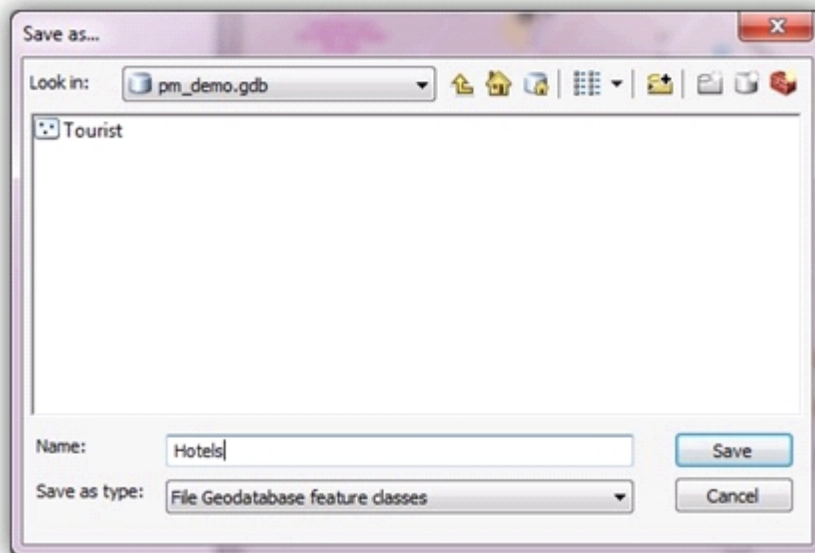 Save as...
Look in: pm_demo.gdb
Tourist
Name: Hotels Save
Save as type: File Geodatabase feature classes Cancel